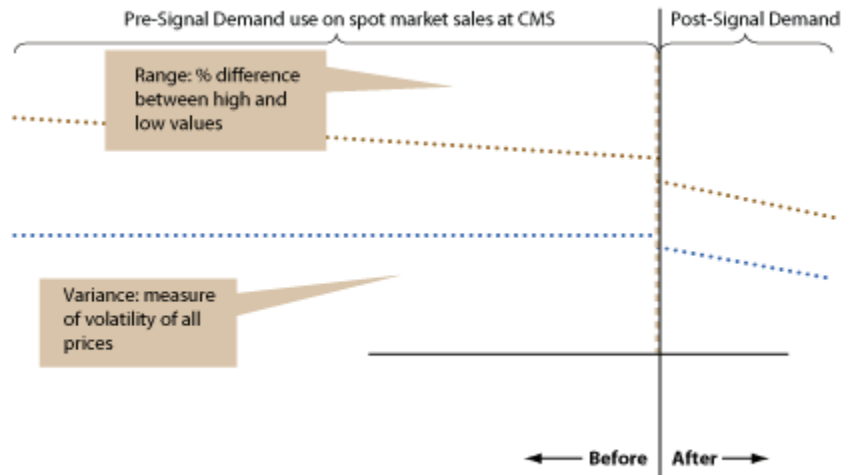 Pre-Signal Demand use on spot market sales at CMS
Post-Signal Demand
Range: % difference
between high and
low values
Variance: measure
of volatility of all
prices
Before
After